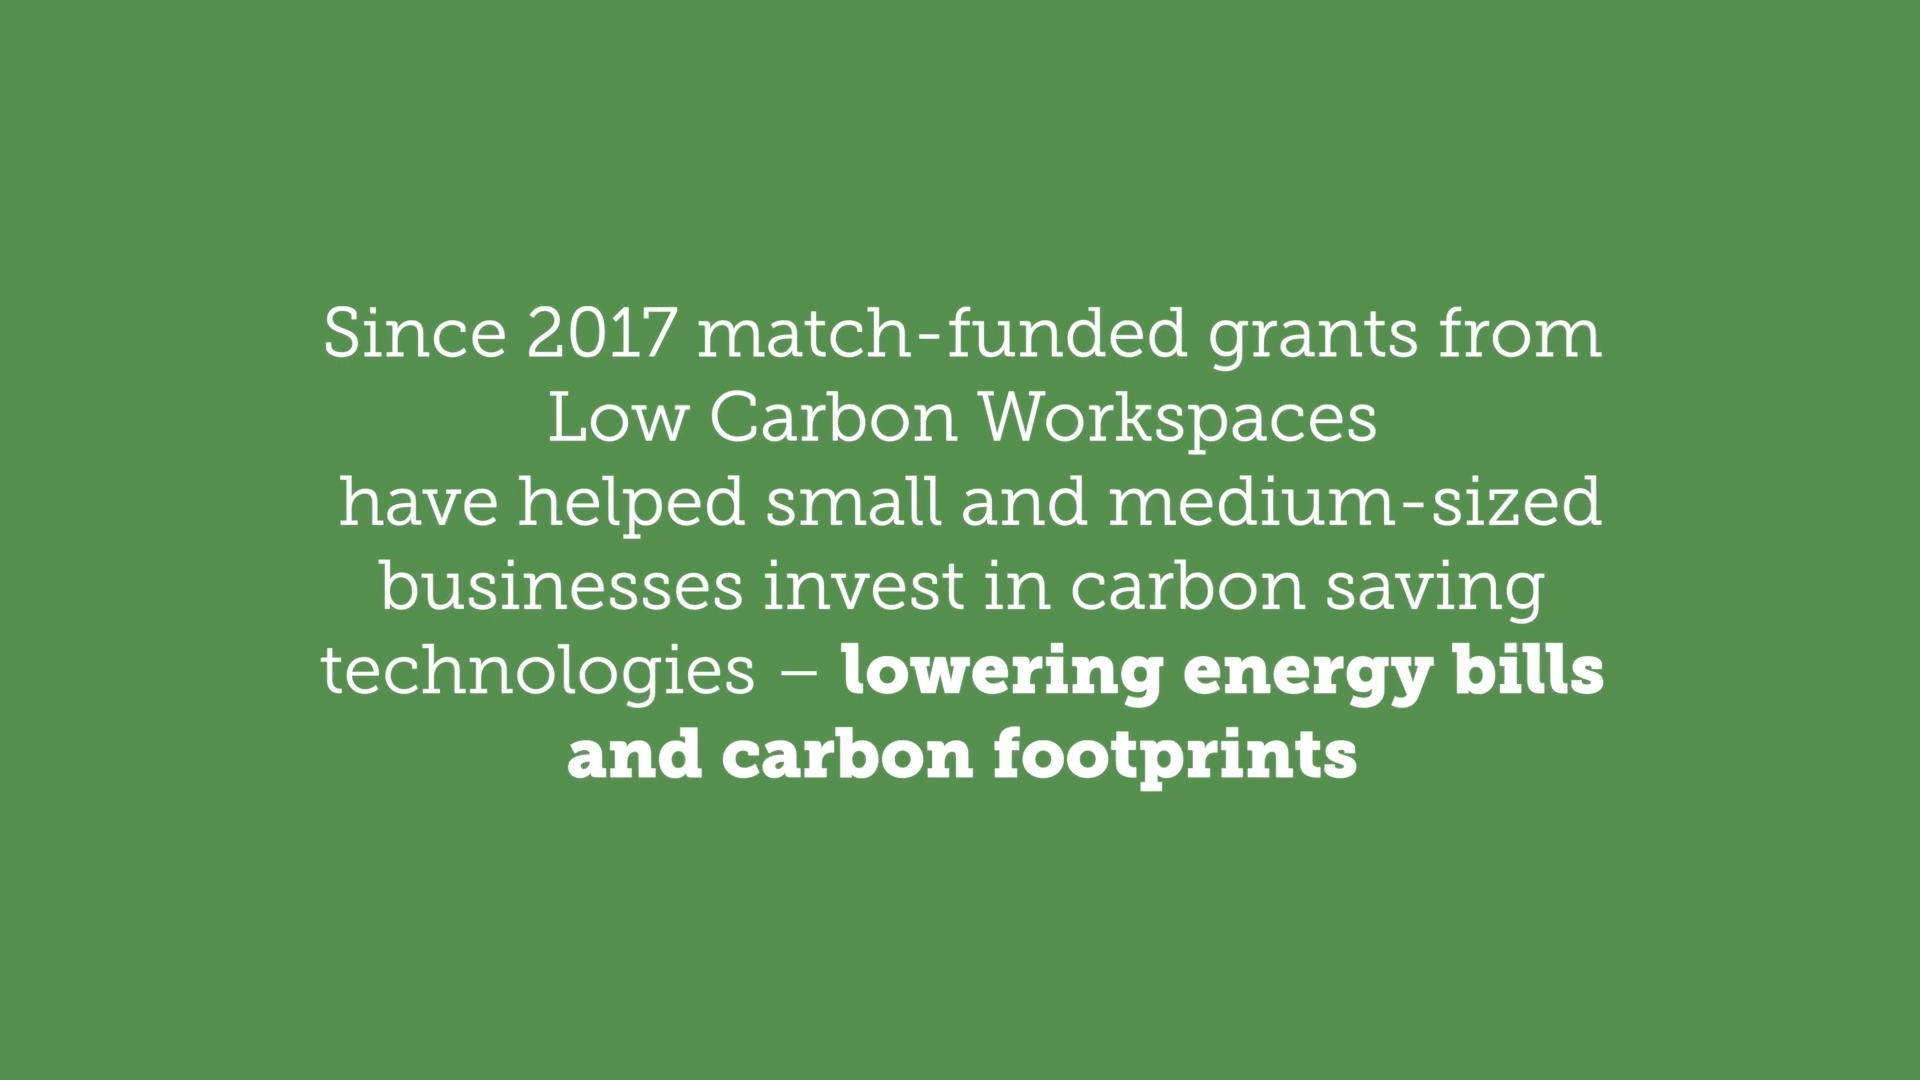 Since 2017 match-funded grants from
Low Carbon Workspaces
have helped small and medium-sized
businesses invest in carbon saving
technologies – lowering energy bills
and carbon footprints